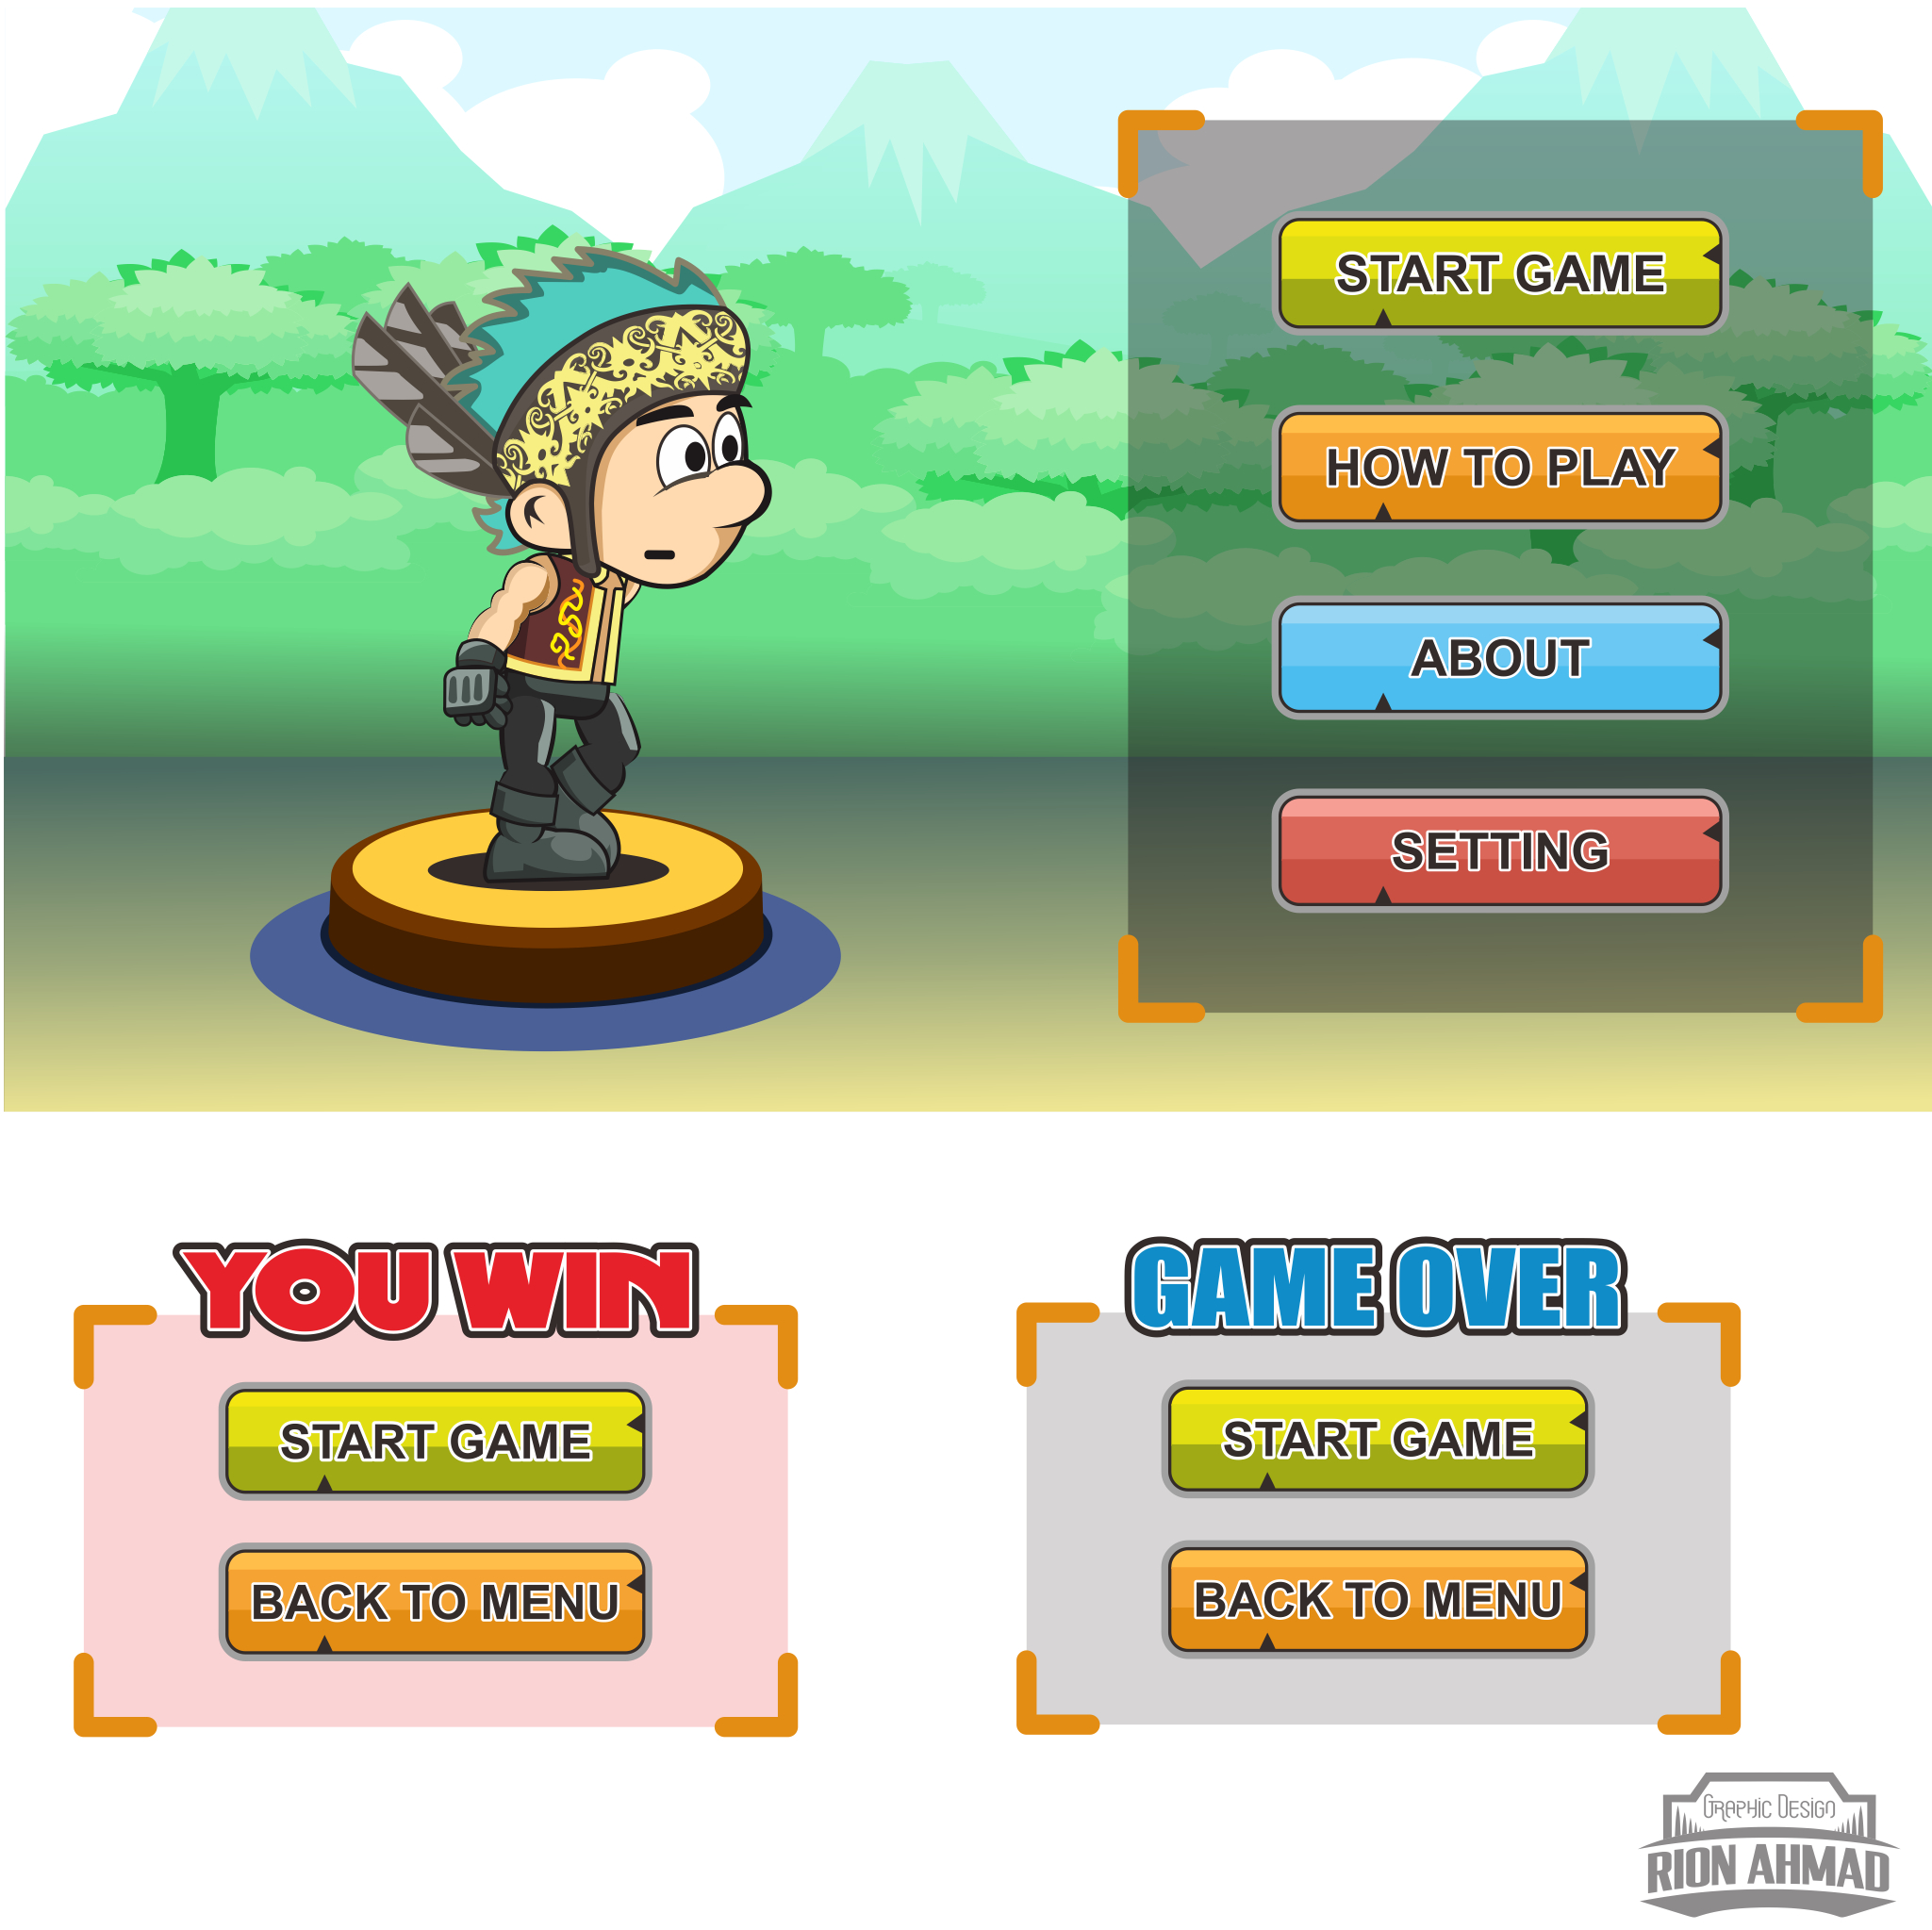 START GAME
HOW TO PLAY
ABOUT
SETTING
YOU WIN
START GAME
BACK TO MENU
GAME OVER
START GAME
BACK TO MENU
GRAPHIC DESIGN
RION AHMAD